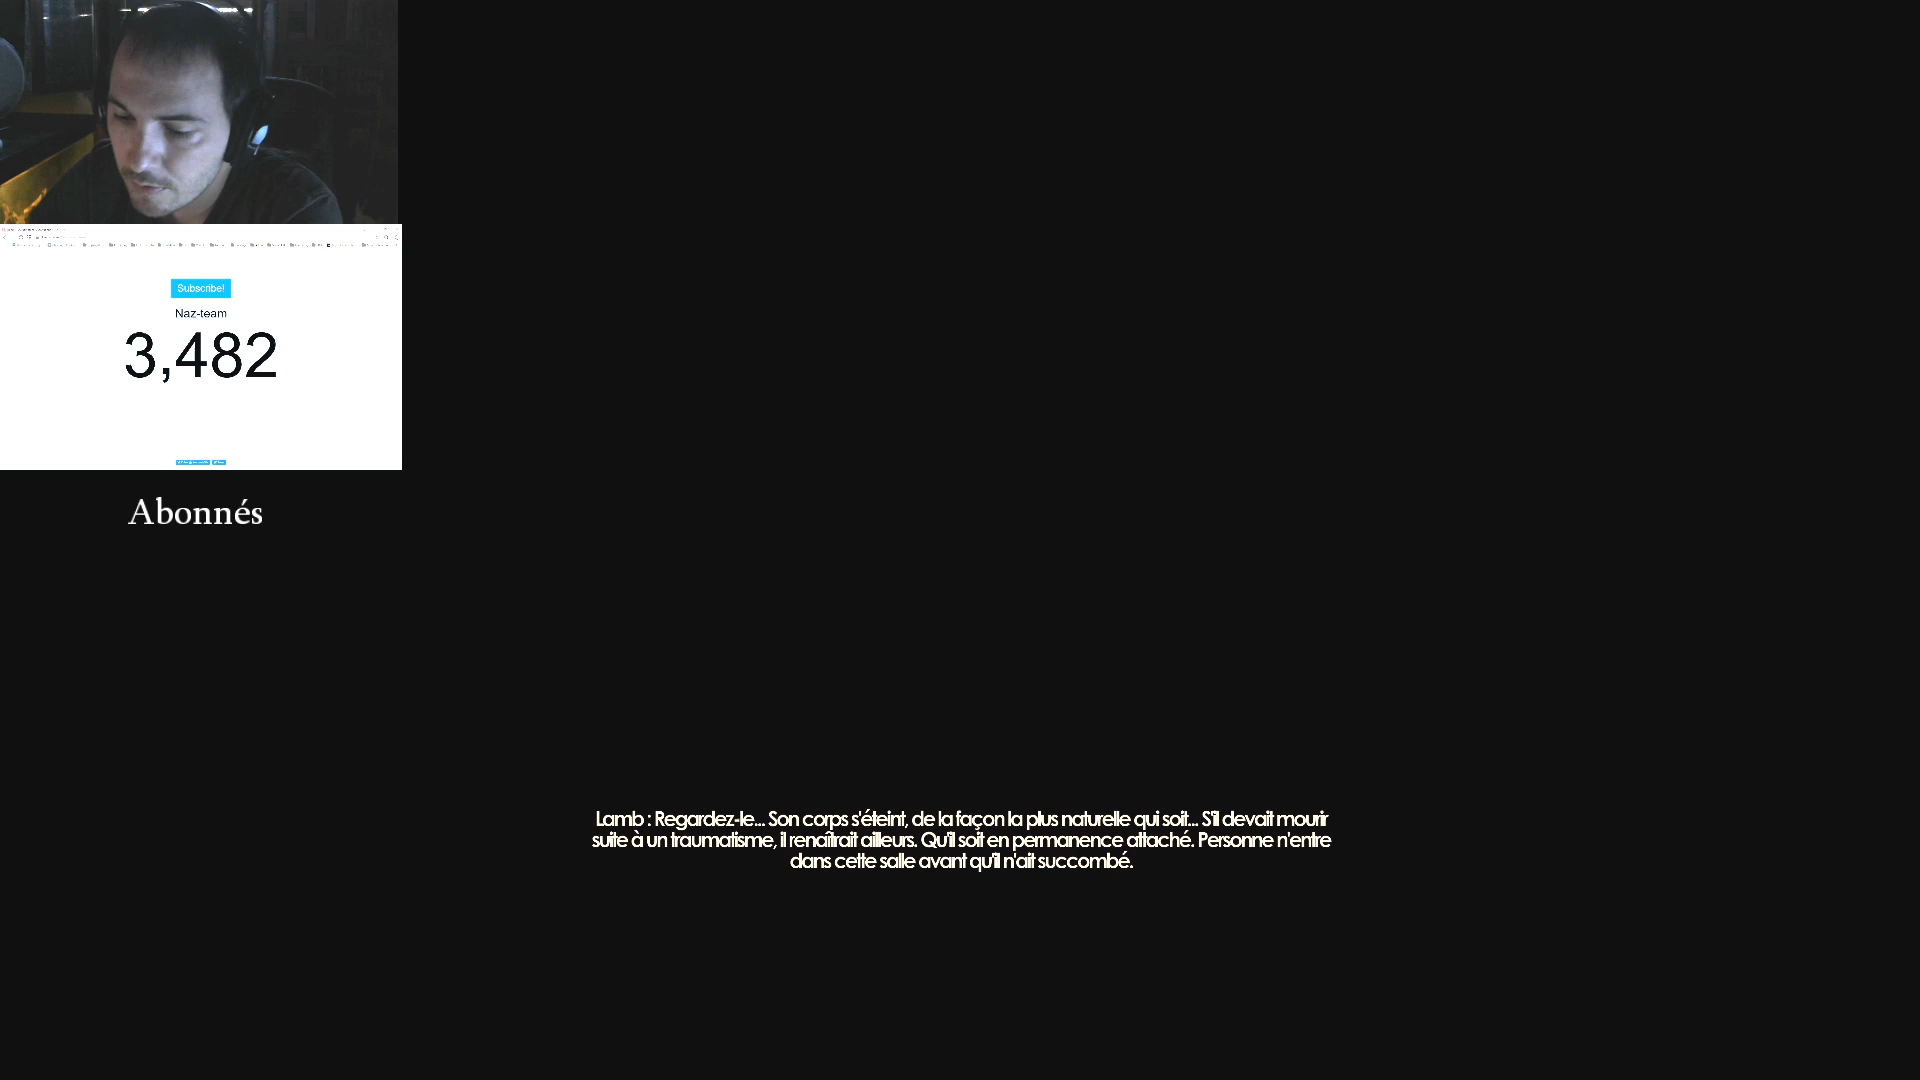 Subscribe!
Naz-team
3,482
Abonnés
Lamb : Regardez-le... Son corps s'éteint, de la façon la plus naturelle qui soit... S'il devait mourir
suite à un traumatisme, il renaîtrait ailleurs. Qu'il soit en permanence attaché. Personne n'entre
dans cette salle avant qu'il n'ait succombé.